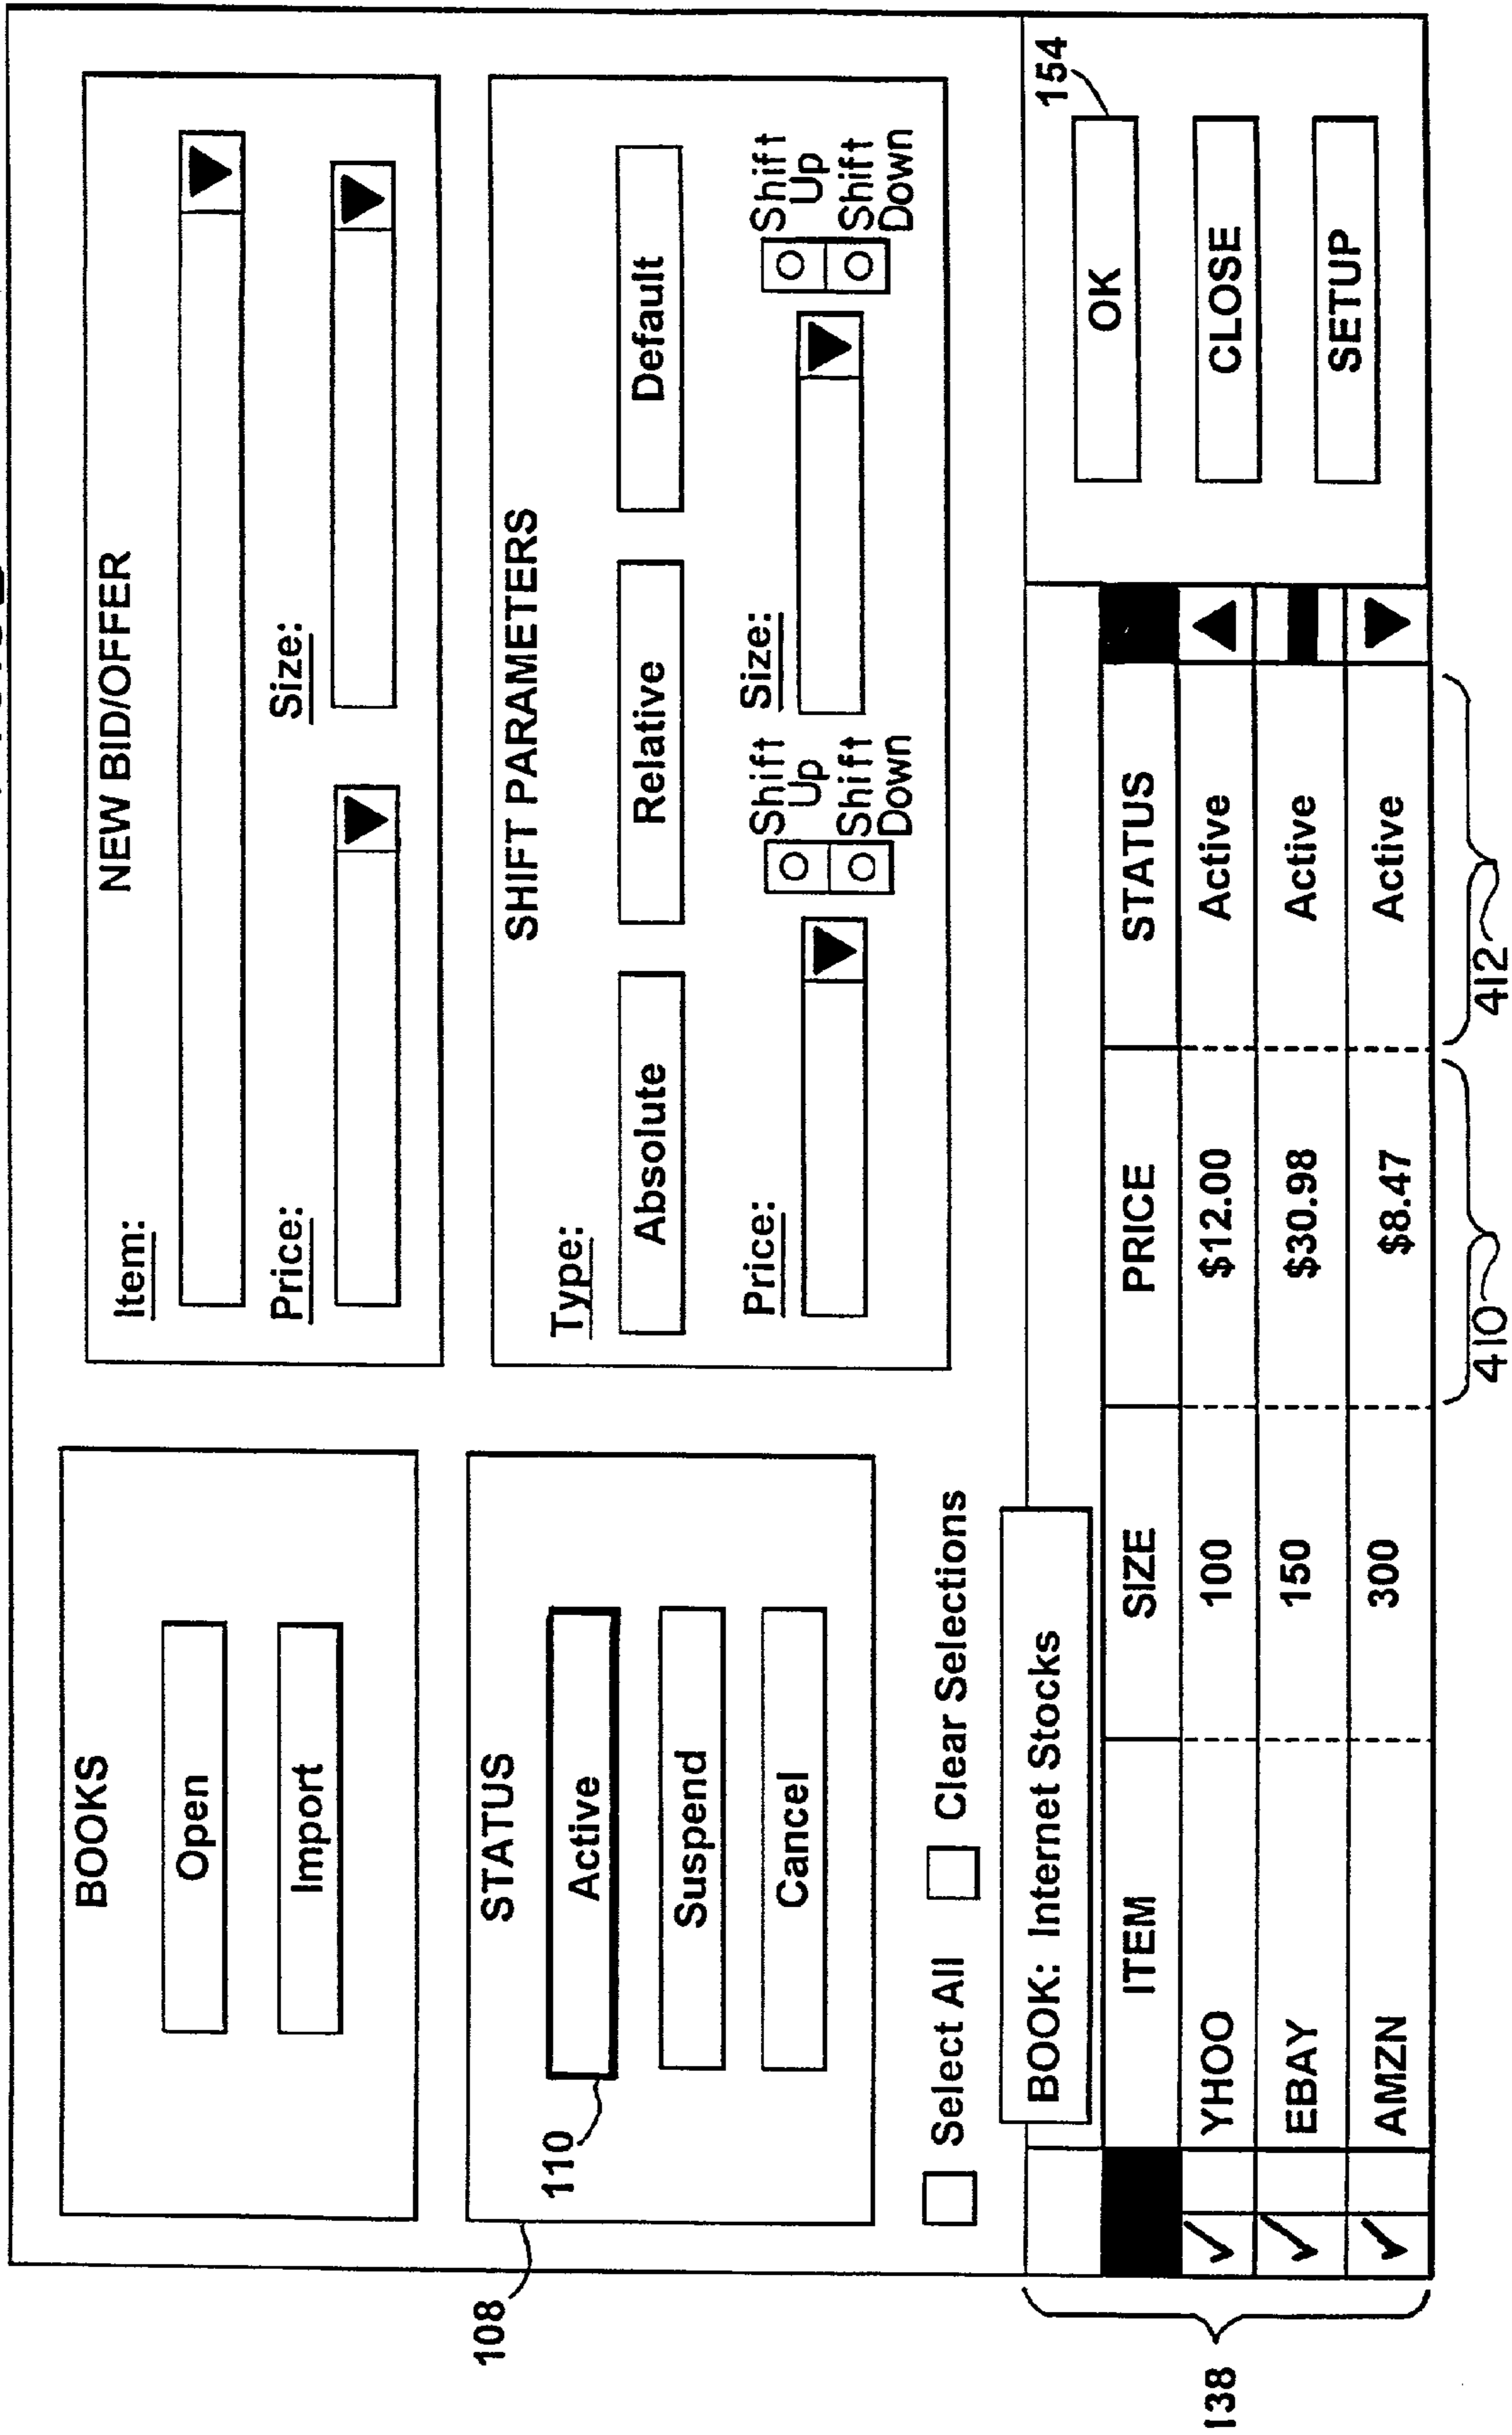 BOOKS
Open
Import
NEW BID/OFFER
Item:
Price:
Size:
108
STATUS
110
Active
Suspend
Cancel
SHIFT PARAMETERS
Type:
Absolute
Relative
Default
Price:
Shift Up
Shift Down
Size:
Shift Up
Shift Down
Select All
Clear Selections
BOOK: Internet Stocks
138
ITEM SIZE PRICE STATUS
YHOO 100 $12.00 Active
EBAY 150 $30.98 Active
AMZN 300 $8.47 Active
154
OK
CLOSE
SETUP
410
412